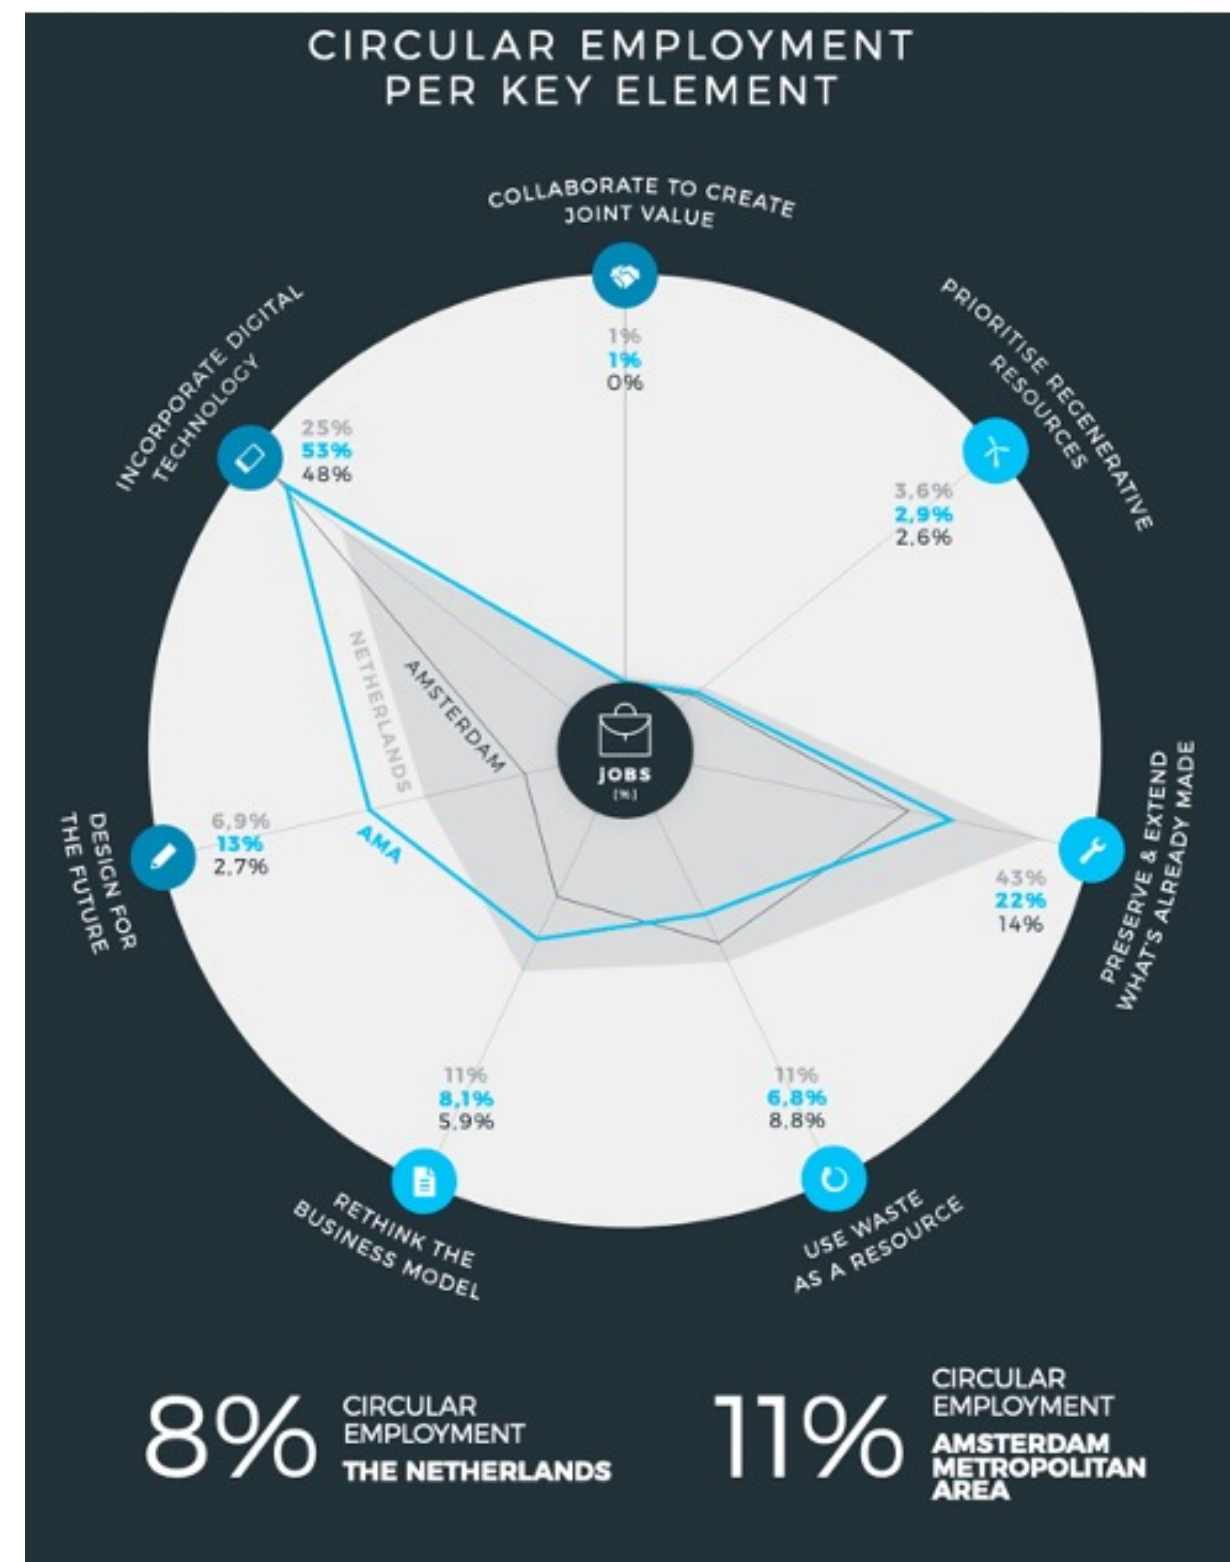 CIRCULAR EMPLOYMENT
PER KEY ELEMENT
COLLABORATE TO CREATE
JOINT VALUE
1%
1%
0%
PRIORITISE REGENERATIVE
RESOURCES
3,6%
2,9%
2,6%
INCORPORATE DIGITAL
TECHNOLOGY
25%
53%
48%
NETHERLANDS
AMSTERDAM
AMA
JOBS
[%]
PRESERVE & EXTEND
WHAT'S ALREADY MADE
43%
22%
14%
DESIGN FOR
THE FUTURE
6,9%
13%
2,7%
11%
8,1%
5,9%
RETHINK THE
BUSINESS MODEL
11%
6,8%
8,8%
USE WASTE
AS A RESOURCE
8%
CIRCULAR
EMPLOYMENT
THE NETHERLANDS
11%
CIRCULAR
EMPLOYMENT
AMSTERDAM
METROPOLITAN
AREA